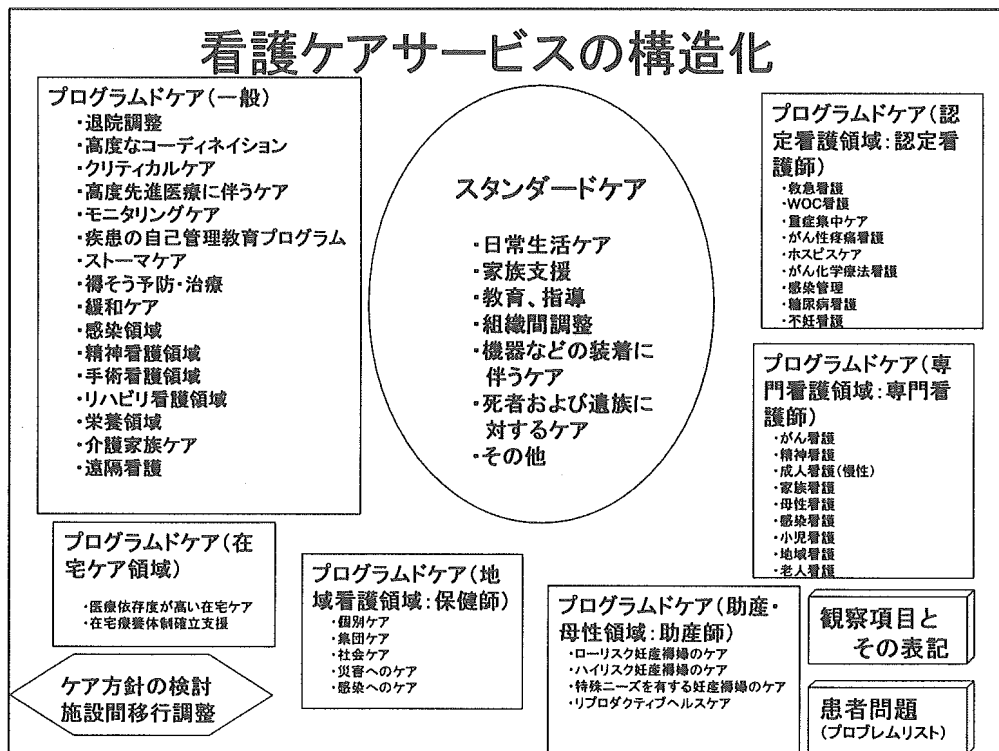 看護ケアサービスの構造化
プログラムドケア(一般)
・退院調整
・高度なコーディネイション
・クリティカルケア
・高度先進医療に伴うケア
・モニタリングケア
・疾患の自己管理教育プログラム
・ストーマケア
・褥そう予防・治療
・緩和ケア
・感染領域
・精神看護領域
・手術看護領域
・リハビリ看護領域
・栄養領域
・介護家族ケア
・遠隔看護
スタンダードケア
・日常生活ケア
・家族支援
・教育、指導
・組織間調整
・機器などの装着に
伴うケア
・死者および遺族に
対するケア
・その他
プログラムドケア(認
定看護領域:認定看
護師)
・救急看護
・WOC看護
・重症集中ケア
・がん性疼痛看護
・ホスピスケア
・がん化学療法看護
・感染管理
・糖尿病看護
・不妊看護
プログラムドケア(専
門看護領域:専門看
護師)
・がん看護
・精神看護
・成人看護(慢性)
・家族看護
・母性看護
・感染看護
・小児看護
・地域看護
・老人看護
プログラムドケア(在
宅ケア領域)
・医療依存度が高い在宅ケア
・在宅療養体制確立支援
プログラムドケア(地
域看護領域:保健師)
・個別ケア
・集団ケア
・社会ケア
・災害へのケア
・感染へのケア
プログラムドケア(助産・
母性領域:助産師)
・ローリスク妊産褥婦のケア
・ハイリスク妊産褥婦のケア
・特殊ニーズを有する妊産褥婦のケア
・リプロダクティブヘルスケア
ケア方針の検討
施設間移行調整
観察項目と
その表記
患者問題
(プロブレムリスト)